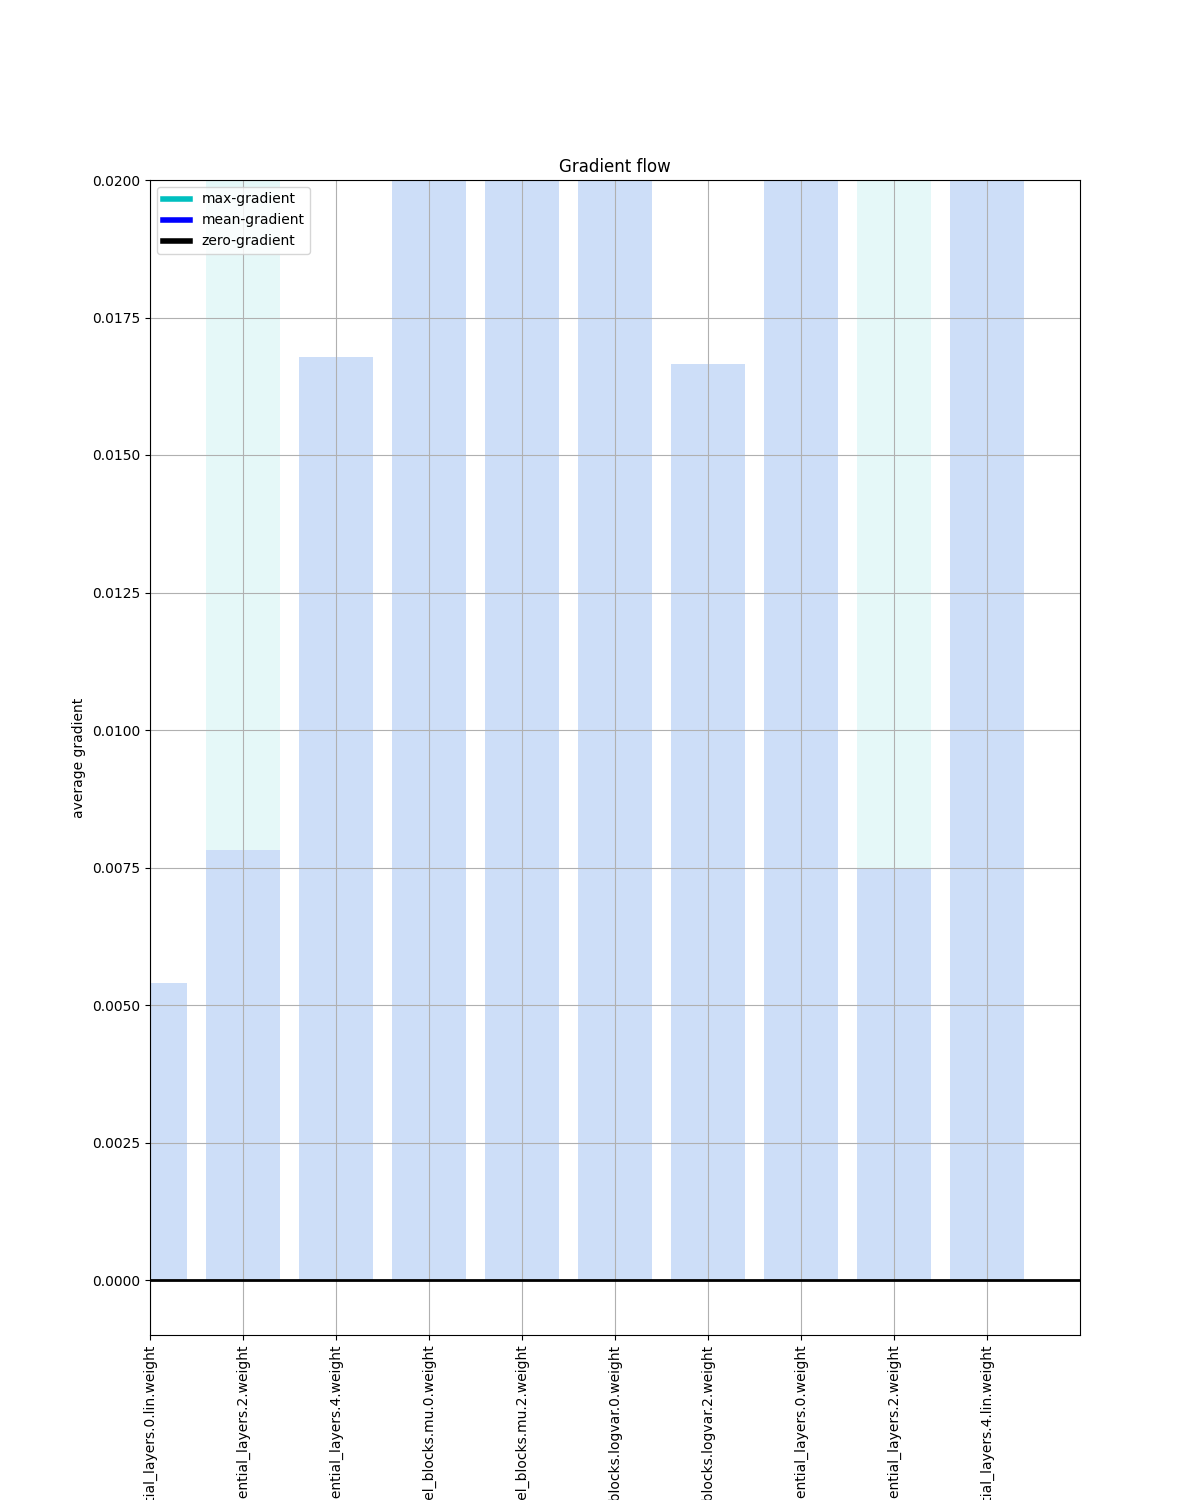 Gradient flow
max-gradient
mean-gradient
zero-gradient
0.0200
0.0175
0.0150
0.0125
0.0100
0.0075
0.0050
0.0025
0.0000
average gradient
tial_layers.0.lin.weight
ential_layers.2.weight
ential_layers.4.weight
el_blocks.mu.0.weight
el_blocks.mu.2.weight
blocks.logvar.0.weight
blocks.logvar.2.weight
ential_layers.0.weight
ential_layers.2.weight
tial_layers.4.lin.weight